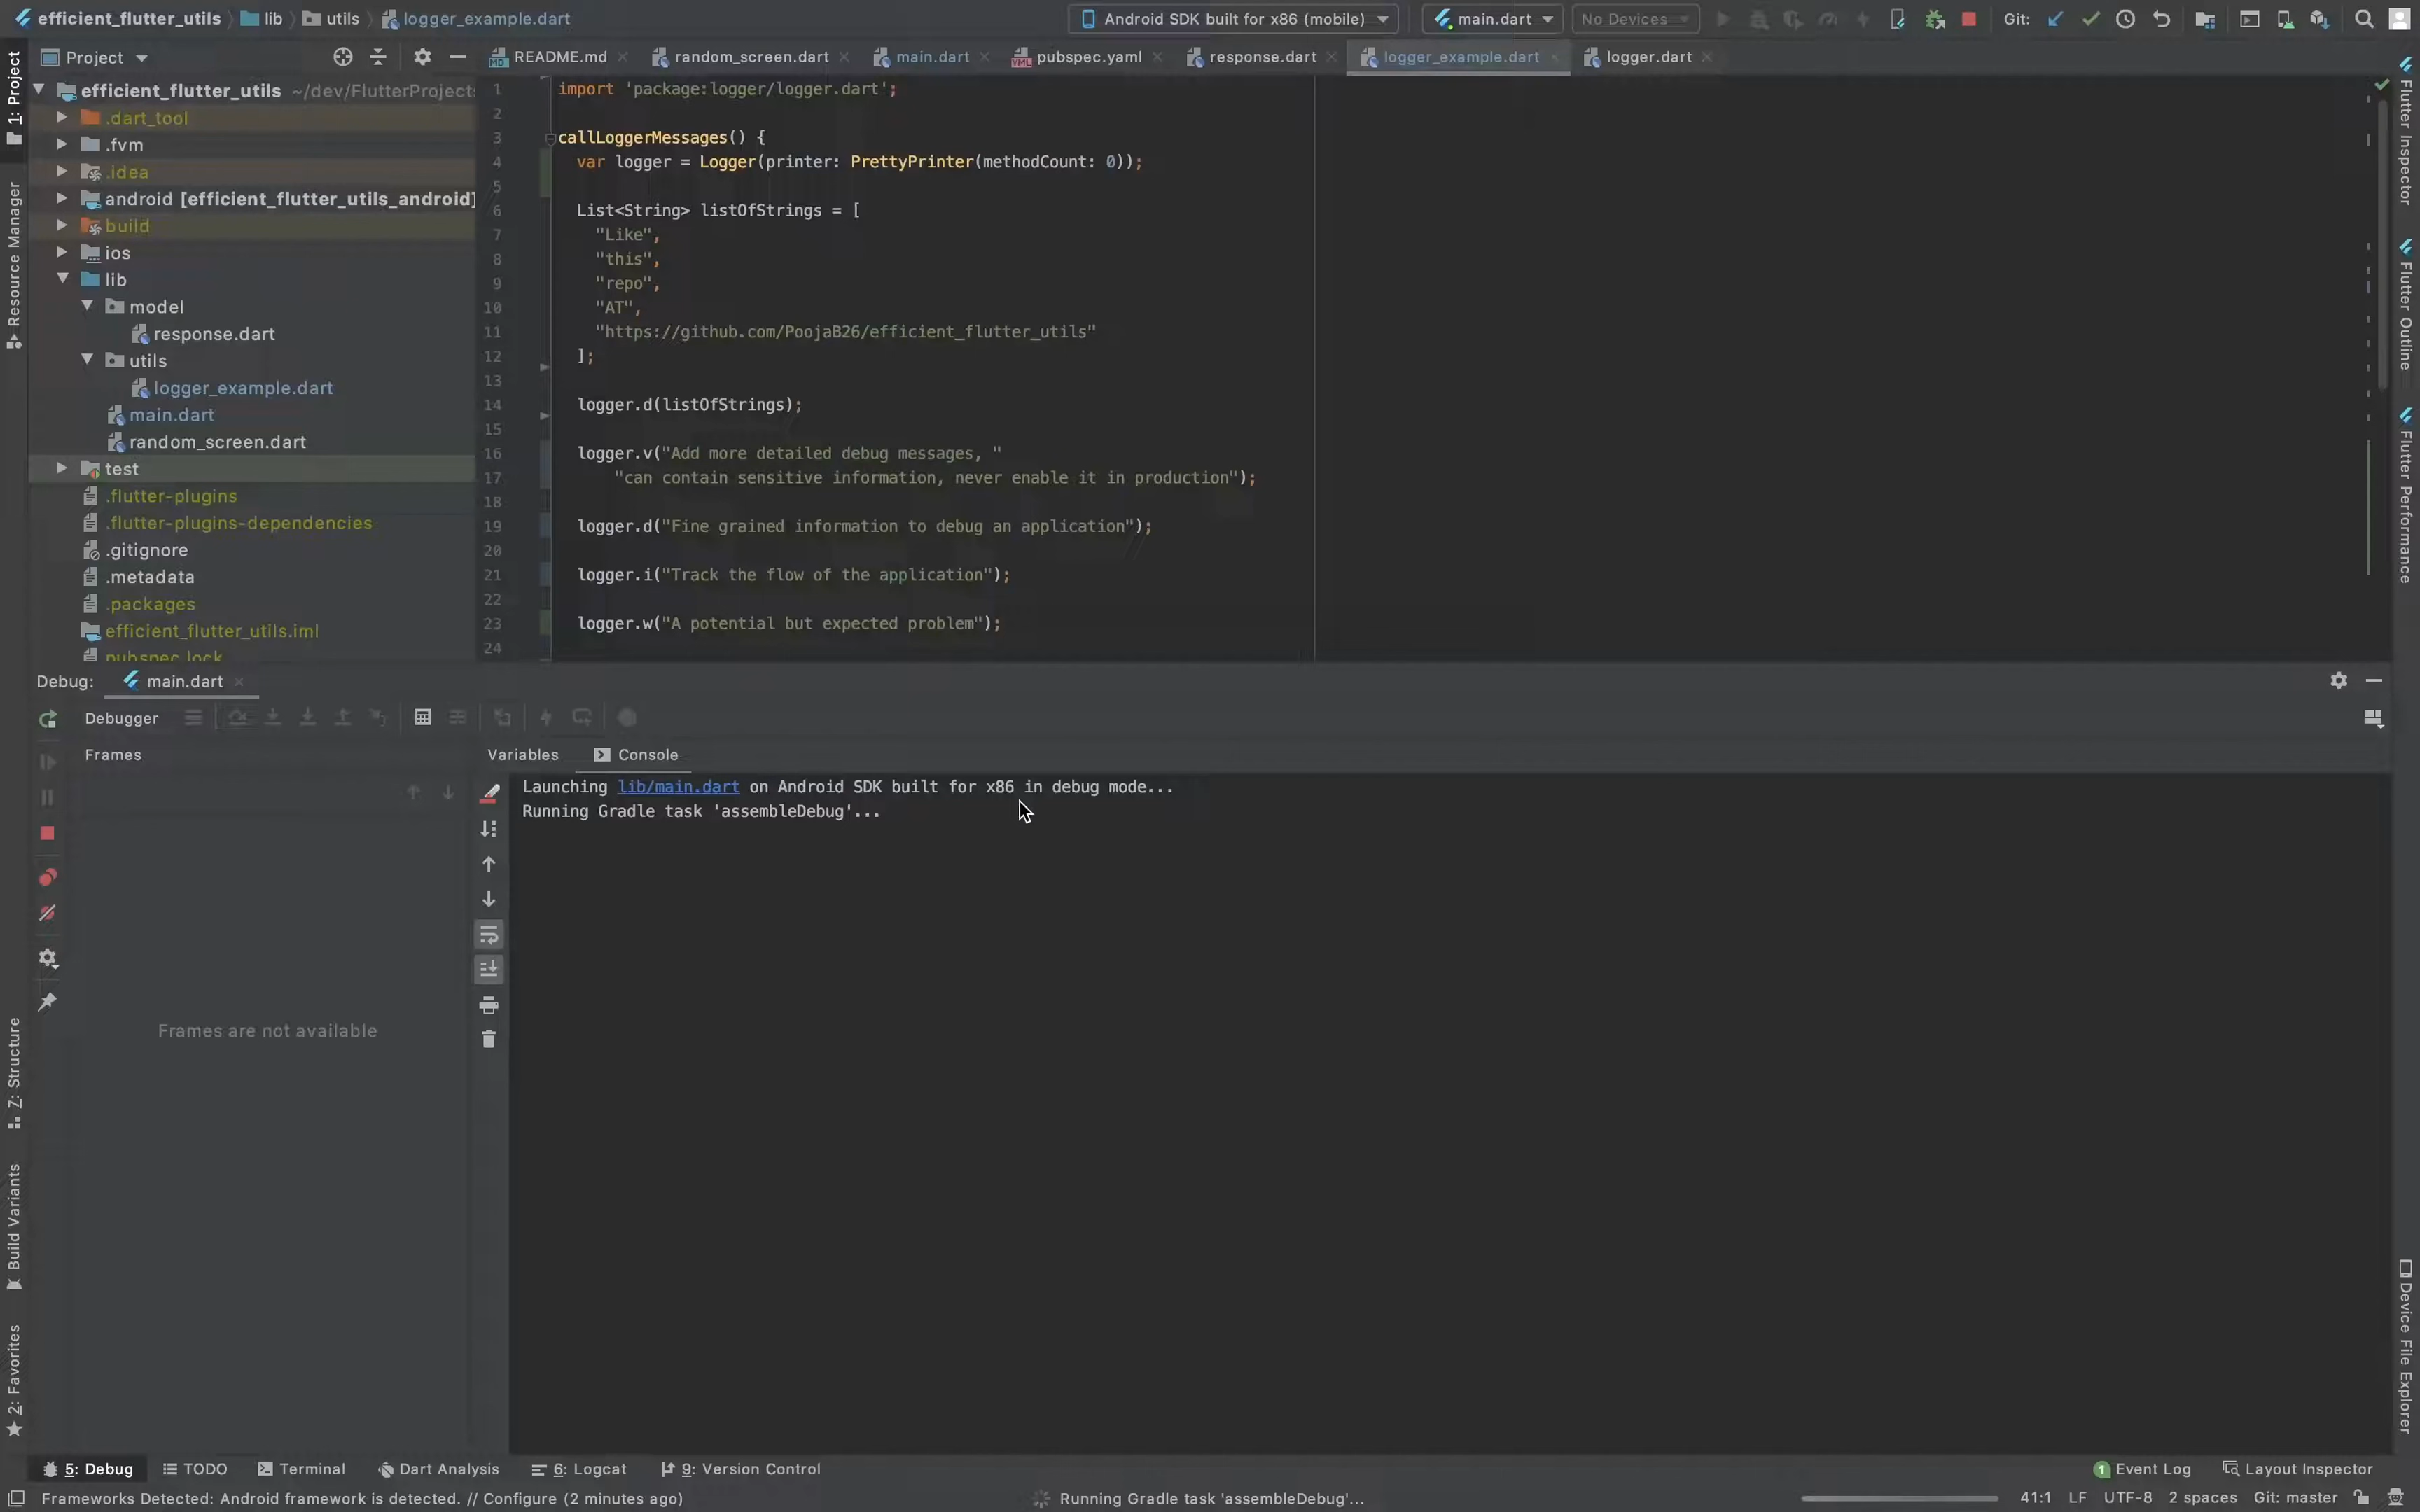 efficient_flutter_utils lib utils logger_example.dart Android SDK built for x86 (mobile) main.dart No Devices Git:
Project
README.md random_screen.dart main.dart pubspec.yaml response.dart logger_example.dart logger.dart
efficient_flutter_utils ~/dev/FlutterProjects
.dart_tool
.fvm
.idea
android [efficient_flutter_utils_android]
build
ios
lib
model
response.dart
utils
logger_example.dart
main.dart
random_screen.dart
test
.flutter-plugins
.flutter-plugins-dependencies
.gitignore
.metadata
.packages
efficient_flutter_utils.iml
pubspec.lock
1 import 'package:logger/logger.dart';
2
3 callLoggerMessages() {
4 var logger = Logger(printer: PrettyPrinter(methodCount: 0));
5
6 List<String> listOfStrings = [
7 "Like",
8 "this",
9 "repo",
10 "AT",
11 "https://github.com/PoojaB26/efficient_flutter_utils"
12 ];
13
14 logger.d(listOfStrings);
15
16 logger.v("Add more detailed debug messages, "
17 "can contain sensitive information, never enable it in production");
18
19 logger.d("Fine grained information to debug an application");
20
21 logger.i("Track the flow of the application");
22
23 logger.w("A potential but expected problem");
24
1: Project
Resource Manager
Z: Structure
Build Variants
2: Favorites
Flutter Inspector
Flutter Outline
Flutter Performance
Device File Explorer
Debug: main.dart
Debugger
Frames
Variables Console
Launching lib/main.dart on Android SDK built for x86 in debug mode...
Running Gradle task 'assembleDebug'...
Frames are not available
5: Debug TODO Terminal Dart Analysis 6: Logcat 9: Version Control 1 Event Log Layout Inspector
Frameworks Detected: Android framework is detected. // Configure (2 minutes ago) Running Gradle task 'assembleDebug'... 41:1 LF UTF-8 2 spaces Git: master